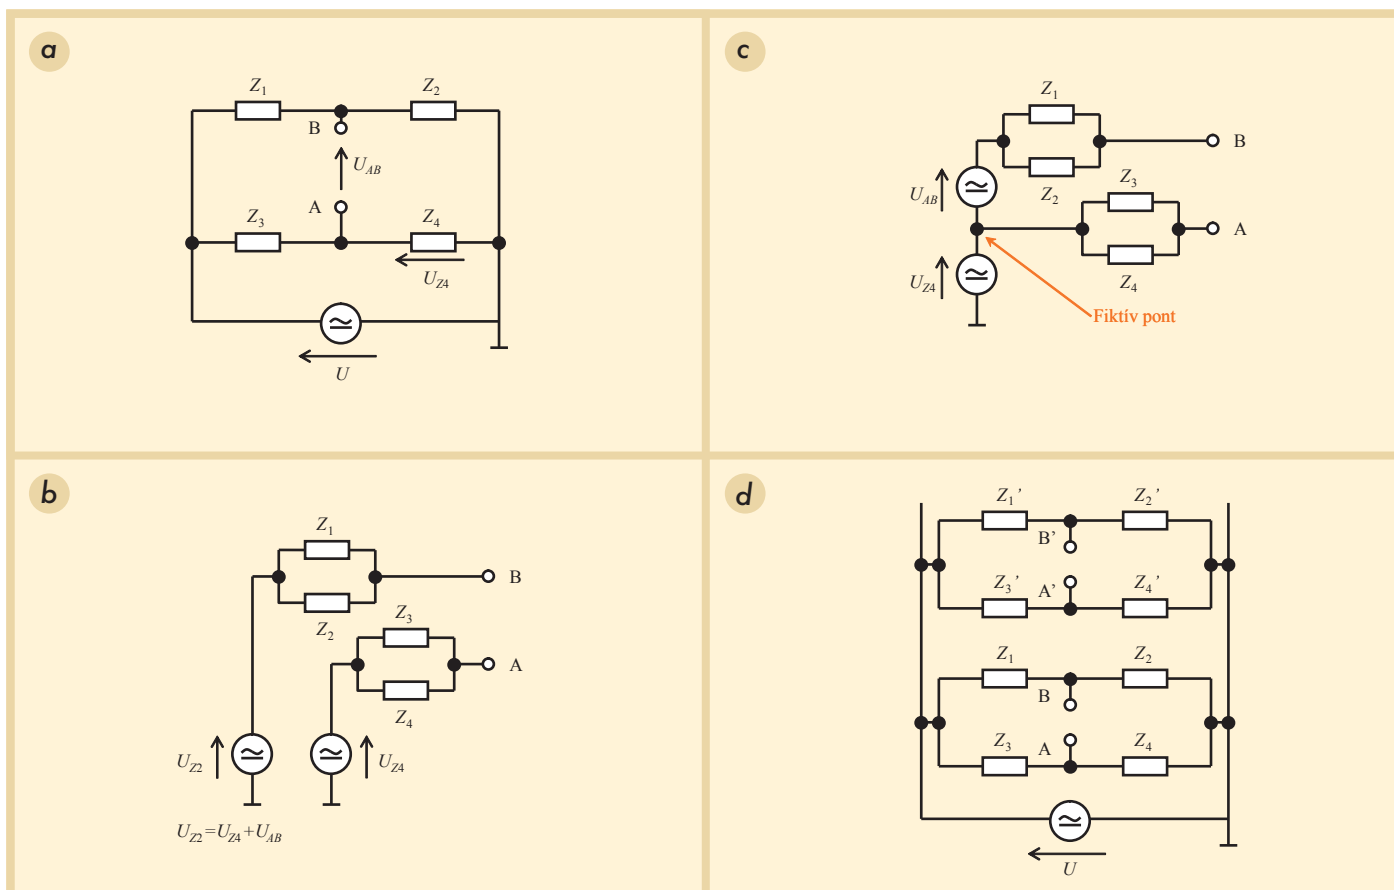 a
Z1
Z2
B
UAB
A
Z3
Z4
UZ4
U
b
Z1
B
Z2
Z3
A
Z4
UZ2
UZ4
UZ2=UZ4+UAB
c
Z1
B
Z2
Z3
UAB
A
Z4
UZ4
Fiktív pont
d
Z1’
Z2’
B’
Z3’
A’
Z4’
Z1
Z2
B
Z3
A
Z4
U